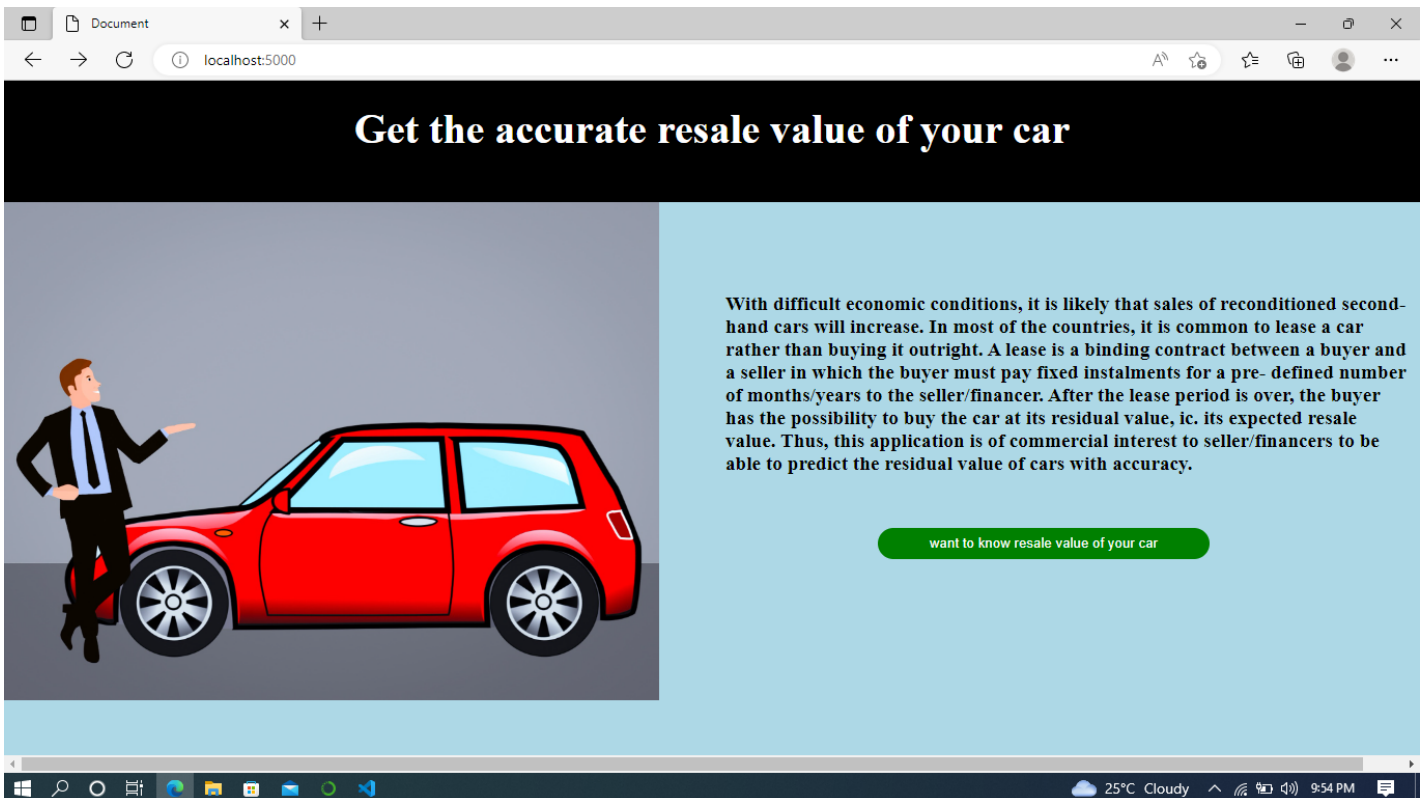 Document
localhost:5000
Get the accurate resale value of your car
With difficult economic conditions, it is likely that sales of reconditioned second-
hand cars will increase. In most of the countries, it is common to lease a car
rather than buying it outright. A lease is a binding contract between a buyer and
a seller in which the buyer must pay fixed instalments for a pre- defined number
of months/years to the seller/financer. After the lease period is over, the buyer
has the possibility to buy the car at its residual value, ic. its expected resale
value. Thus, this application is of commercial interest to seller/financers to be
able to predict the residual value of cars with accuracy.
want to know resale value of your car
25°C Cloudy
9:54 PM